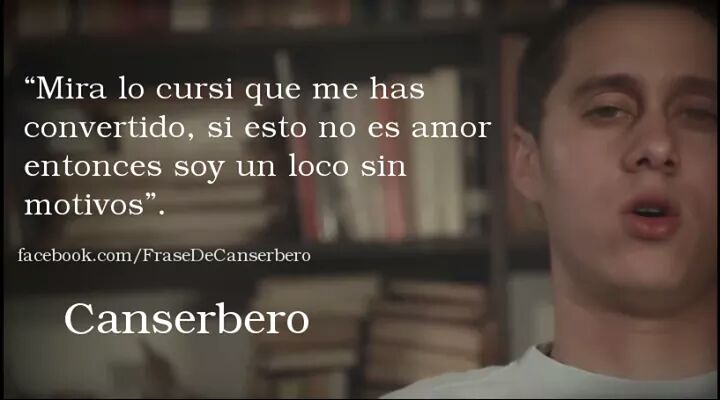 “Mira lo cursi que me has
convertido, si esto no es amor
entonces soy un loco sin
motivos”.
facebook.com/FraseDeCanserbero
Canserbero